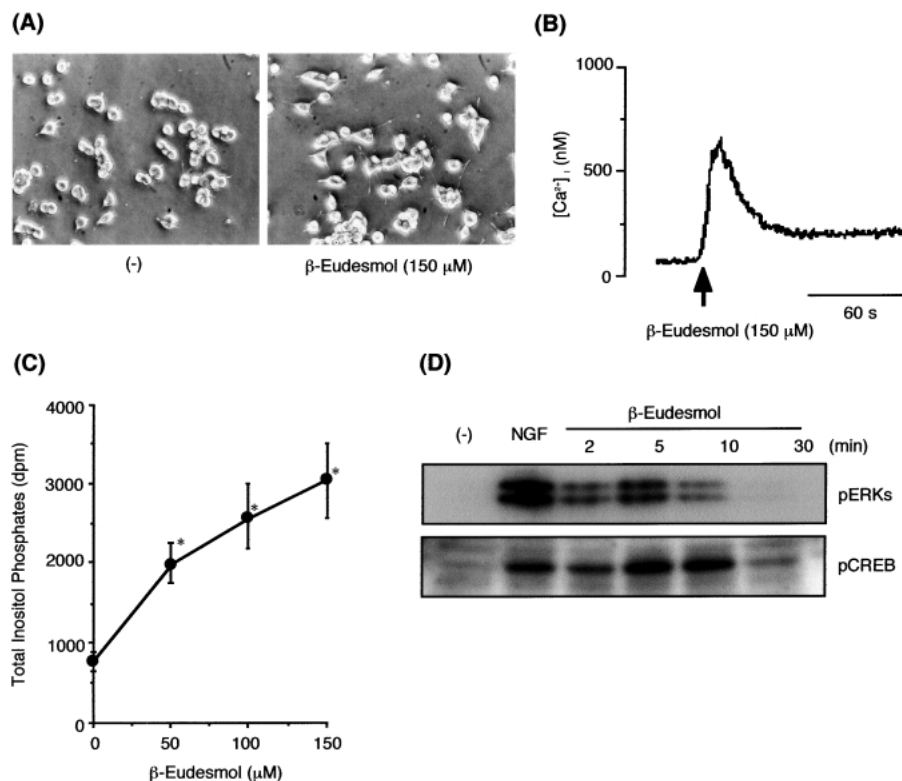 (A)
(-)
β-Eudesmol (150 μM)
(B)
1000
500
0
[Ca²⁺] i (nM)
β-Eudesmol (150 μM)
60 s
(C)
4000
3000
2000
1000
0
Total Inositol Phosphates (dpm)
*
*
*
0 50 100 150
β-Eudesmol (μM)
(D)
β-Eudesmol
(-) NGF 2 5 10 30 (min)
pERKs
pCREB